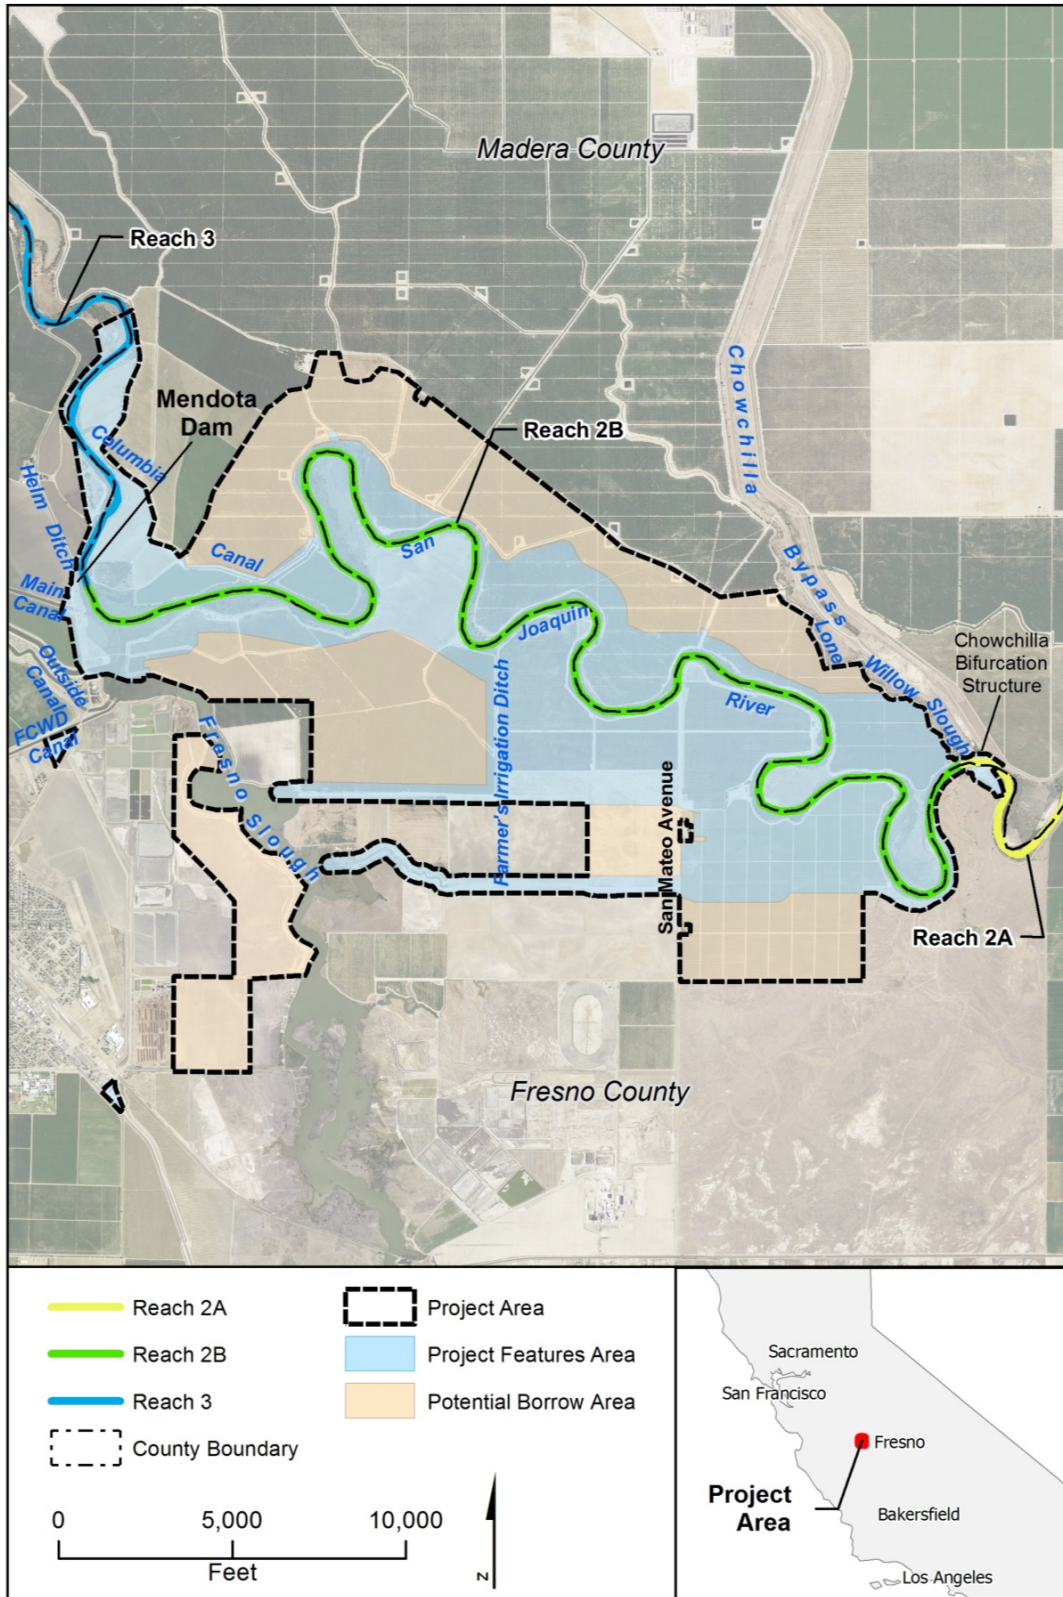 Madera County
Reach 3
Chowchilla
Mendota
Dam
Reach 2B
Columbia
Helm Ditch
Canal
San
Bypass
Main
Canal
Joaquin
Lone
Willow Slough
Chowchilla
Bifurcation
Structure
Outside
Canal
River
FCWD
Canal
Fresno Slough
Farmer's Irrigation Ditch
San Mateo Avenue
Reach 2A
Fresno County
Reach 2A
Reach 2B
Reach 3
County Boundary
Project Area
Project Features Area
Potential Borrow Area
0 5,000 10,000
Feet
N
Sacramento
San Francisco
Fresno
Project
Area
Bakersfield
Los Angeles